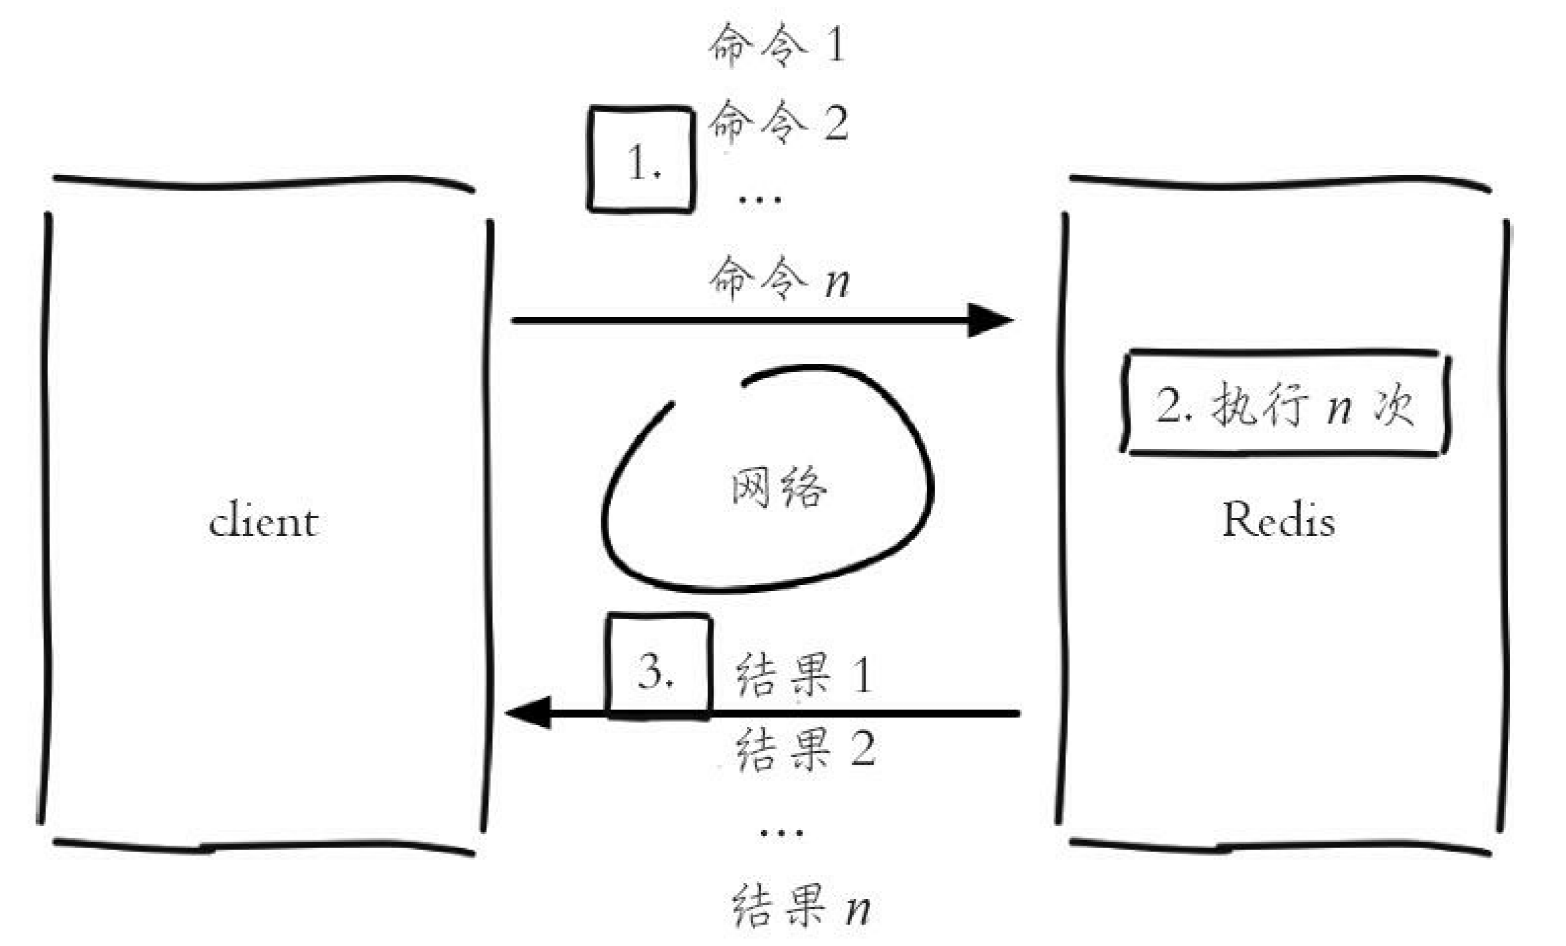 命令 1
命令 2
1.
...
命令 n
2. 执行 n 次
网络
client
Redis
3.
结果 1
结果 2
...
结果 n